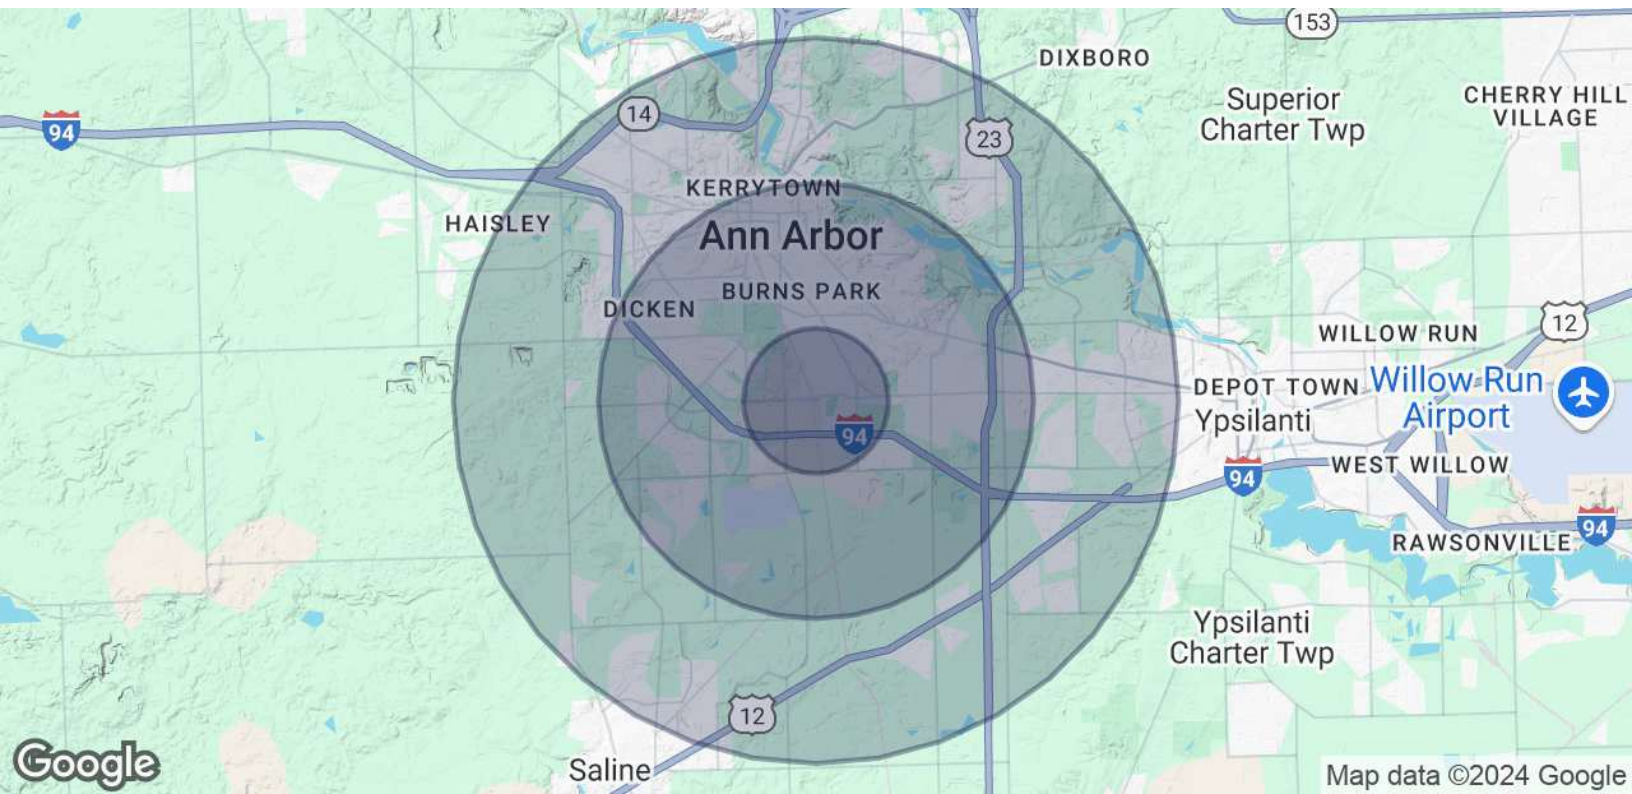 153
DIXBORO
Superior
Charter Twp
CHERRY HILL
VILLAGE
94
14
23
KERRYTOWN
HAISLEY
Ann Arbor
BURNS PARK
DICKEN
12
WILLOW RUN
DEPOT TOWN
Willow Run
Airport
Ypsilanti
94
WEST WILLOW
94
94
RAWSONVILLE
Ypsilanti
Charter Twp
12
Saline
Google
Map data ©2024 Google